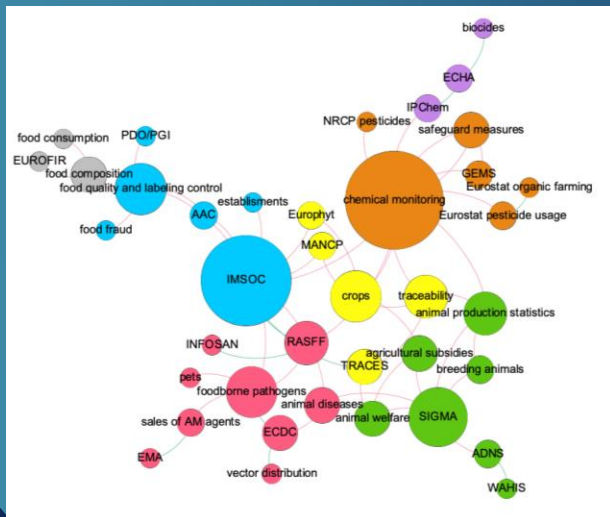 biocides
ECHA
IPChem
NRCP pesticides
safeguard measures
food consumption
PDO/PGI
EUROFIR
food composition
food quality and labeling control
GEMS
Eurostat organic farming
chemical monitoring
establisments
AAC
Europhyt
Eurostat pesticide usage
food fraud
MANCP
IMSOC
crops
traceability
animal production statistics
INFOSAN
RASFF
agricultural subsidies
TRACES
breeding animals
pets
foodborne pathogens
animal diseases
sales of AM agents
animal welfare
SIGMA
ECDC
EMA
vector distribution
ADNS
WAHIS